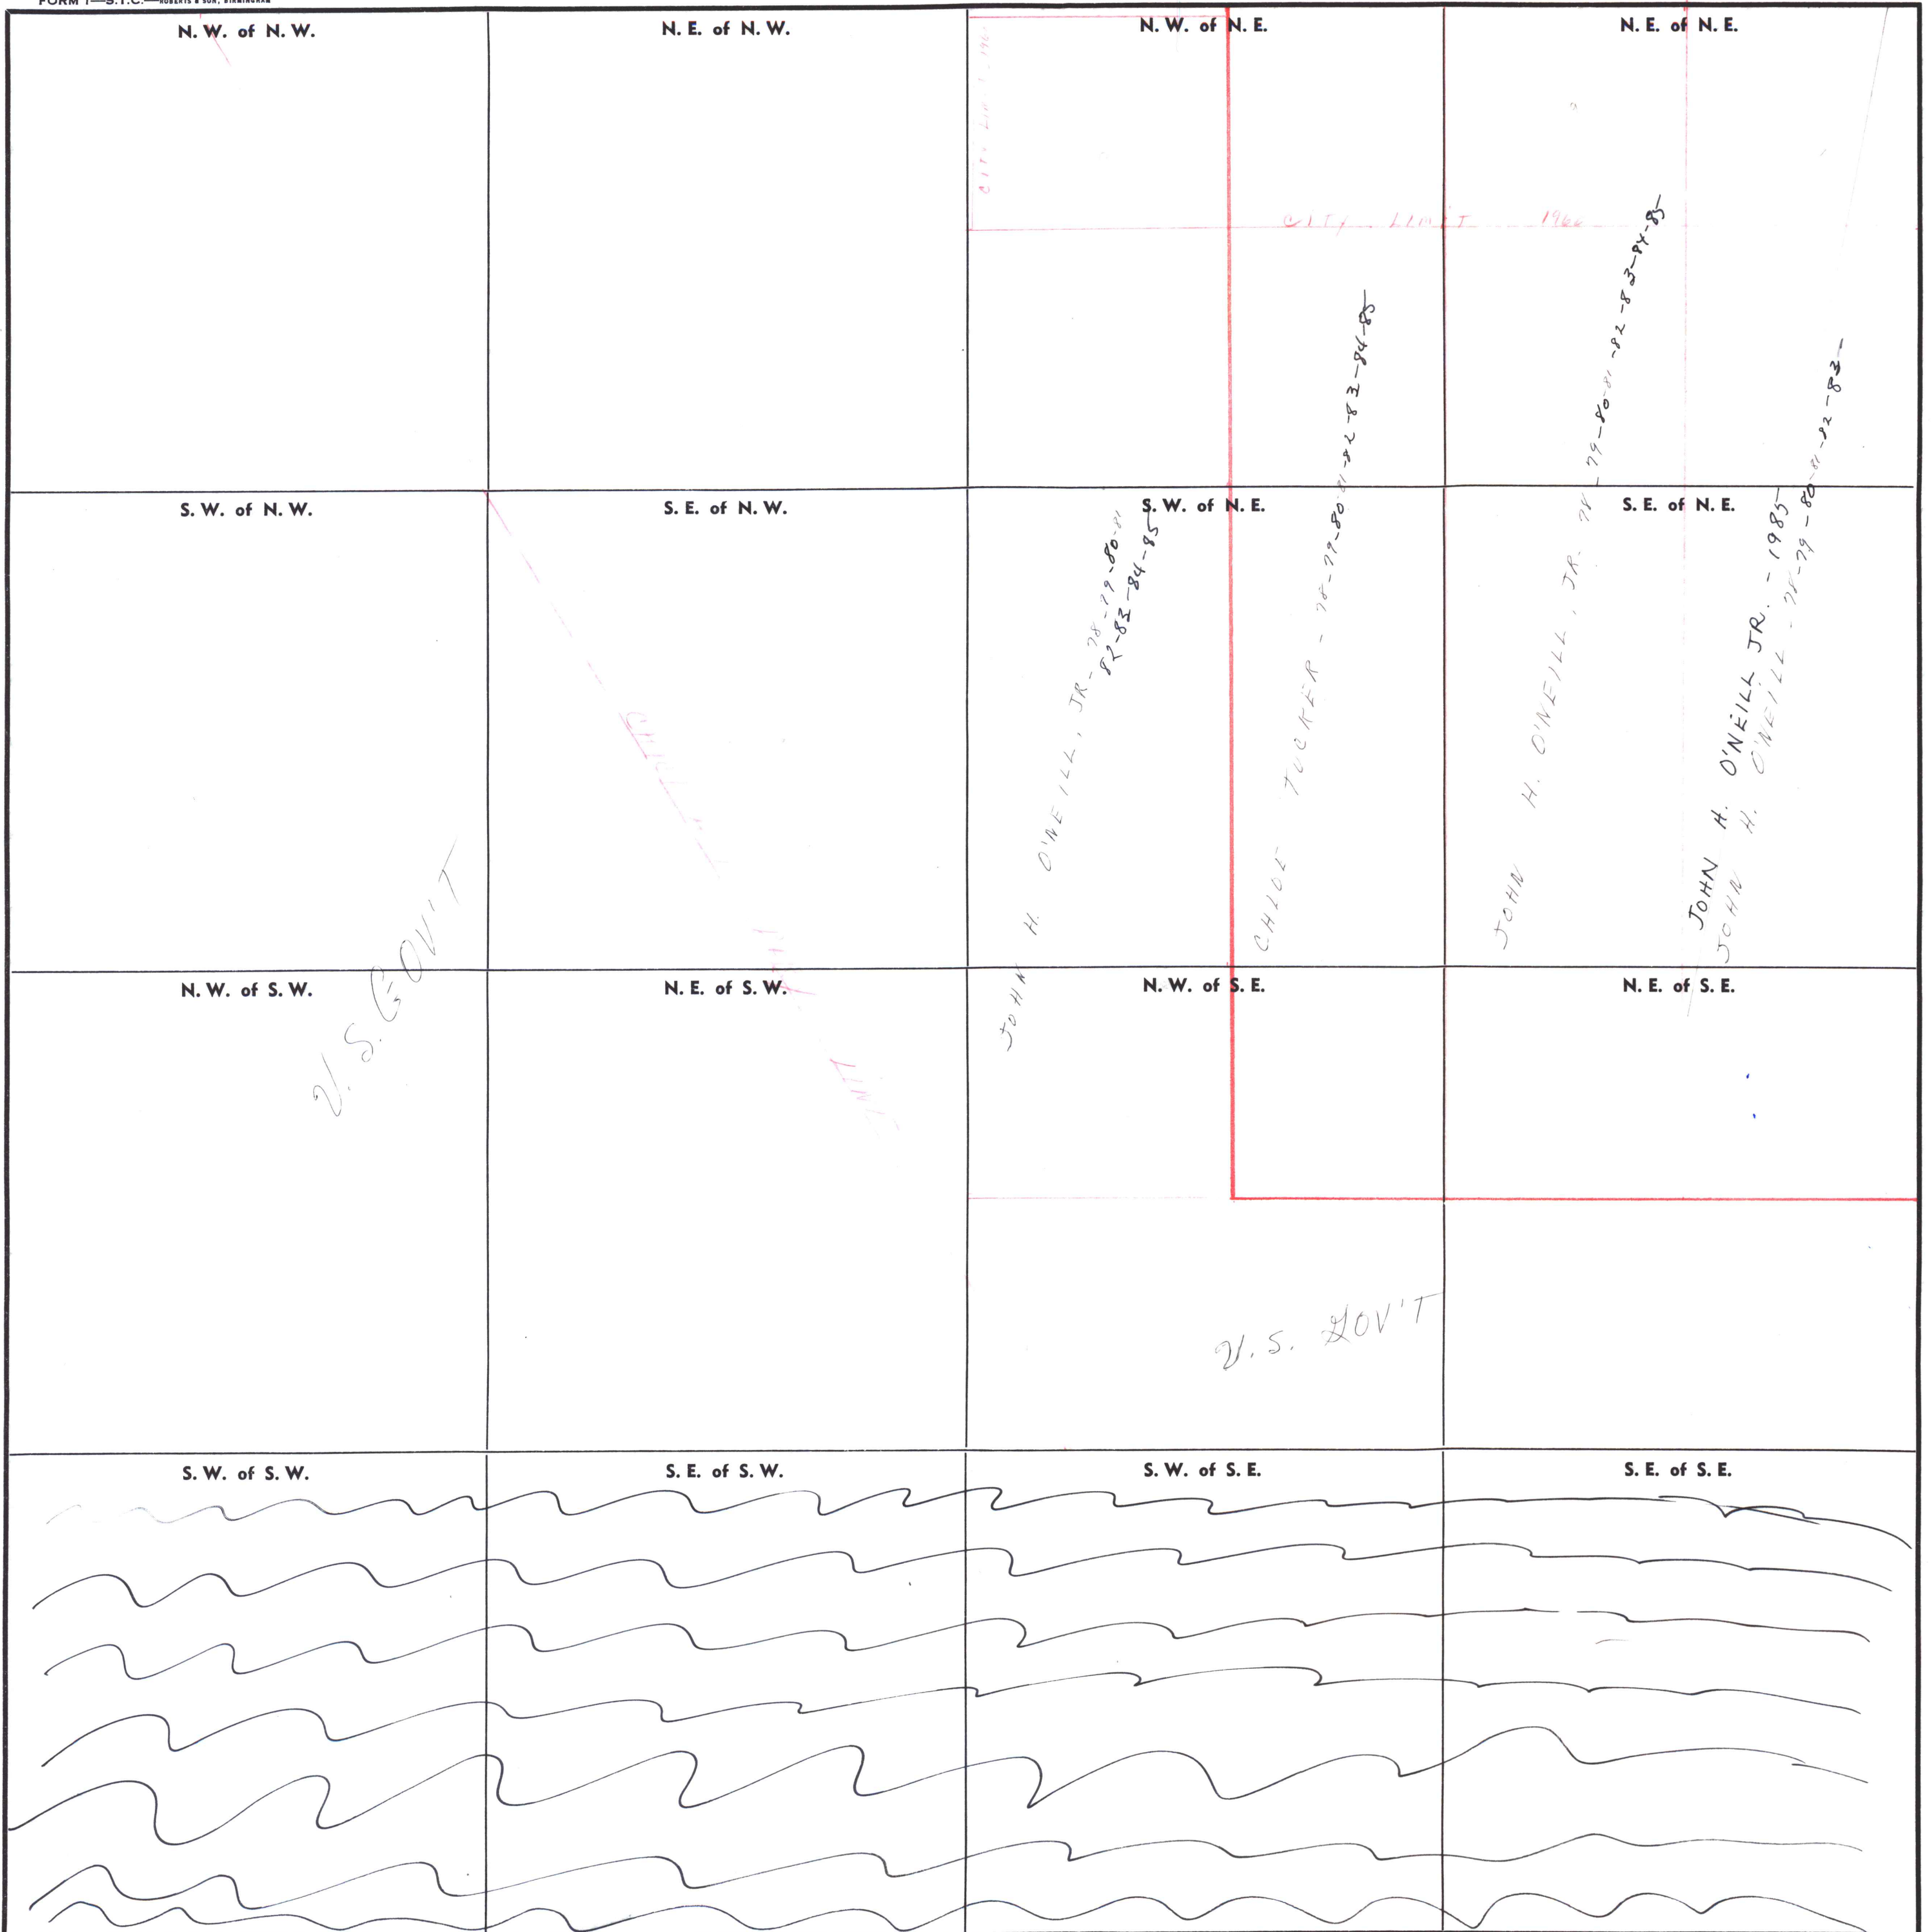 FORM 1—S.T.C.—ROBERTS & SON, BIRMINGHAM
N. W. of N. W.
N. E. of N. W.
N. W. of N. E.
N. E. of N. E.
CITY LIMIT 1966
S. W. of N. W.
S. E. of N. W.
S. W. of N. E.
S. E. of N. E.
JOHN H. O'NEILL, JR - 78 - 79 - 80 - 81
82 - 83 - 84 - 85
CHLOE TUCKER - 78 - 79 - 80 - 81 - 82 - 83 - 84 - 85
JOHN H. O'NEILL, JR. 78 - 79 - 80 - 81 - 82 - 83 - 84 - 85
JOHN H. O'NEILL JR. - 1985
JOHN H. O'NEILL - 78 - 79 - 80 - 81 - 82 - 83 -
U. S. GOV'T
N. W. of S. W.
N. E. of S. W.
N. W. of S. E.
N. E. of S. E.
LINE
U. S. GOV'T
S. W. of S. W.
S. E. of S. W.
S. W. of S. E.
S. E. of S. E.